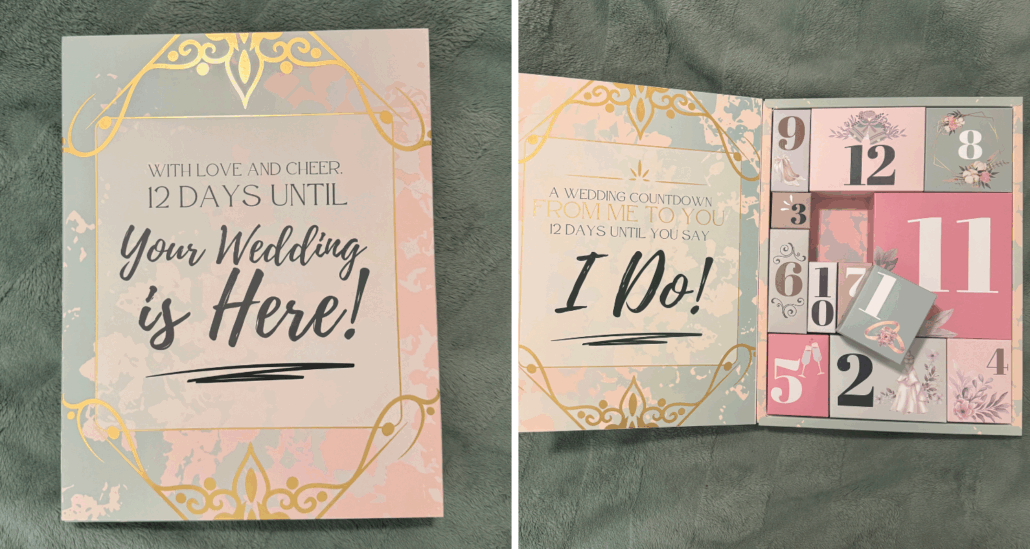 WITH LOVE AND CHEER.
12 DAYS UNTIL
Your Wedding
is Here!
A WEDDING COUNTDOWN
FROM ME TO YOU
12 DAYS UNTIL YOU SAY
I Do!
9
12
8
3
11
6
10
7
1
5
2
4